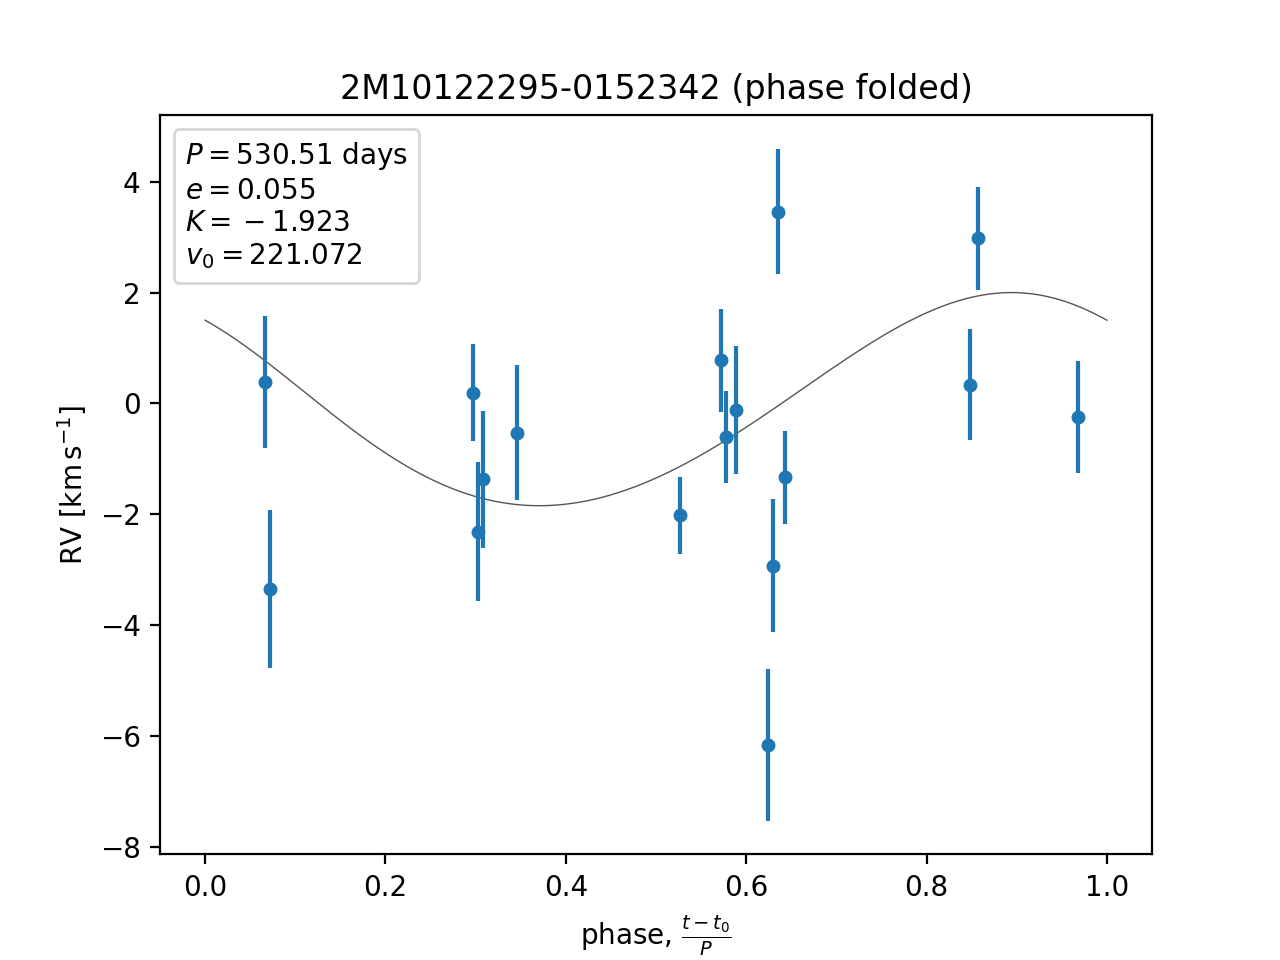 2M10122295-0152342 (phase folded)
P = 530.51 days
e = 0.055
K = −1.923
v₀ = 221.072
4
2
0
−2
−4
−6
−8
RV [km s⁻¹]
0.0 0.2 0.4 0.6 0.8 1.0
phase, (t − t₀)/P